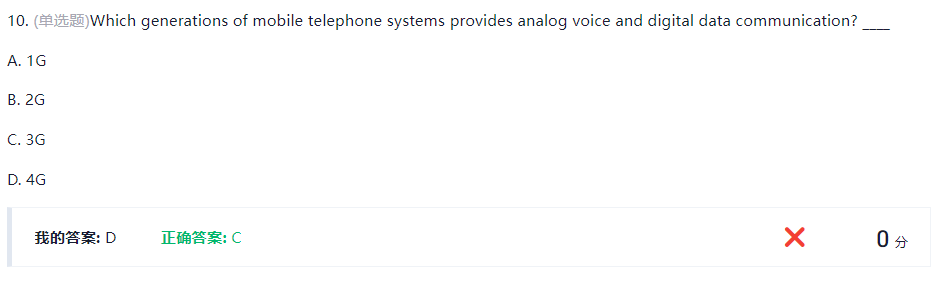 10. (单选题)Which generations of mobile telephone systems provides analog voice and digital data communication? ____
A. 1G
B. 2G
C. 3G
D. 4G
我的答案: D 正确答案: C 0 分